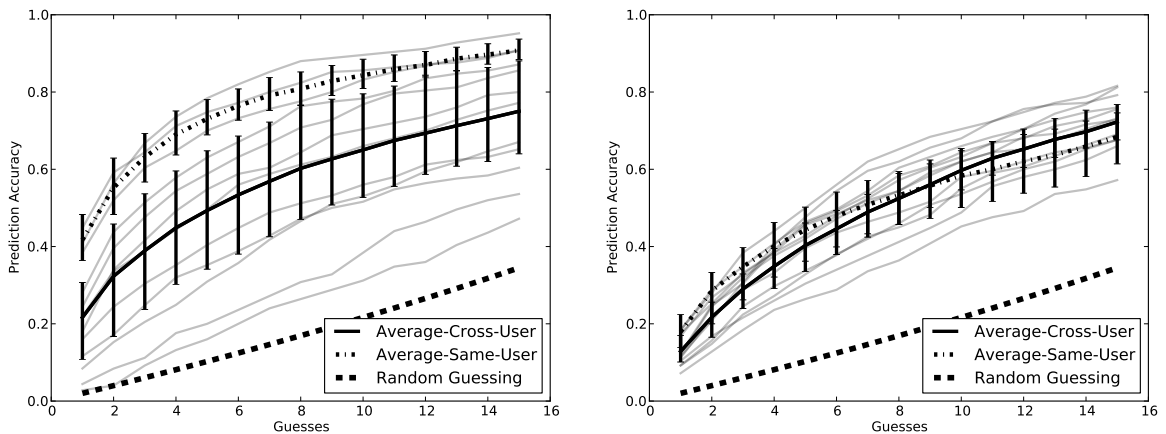 1.0
0.8
0.6
0.4
0.2
0.0
Prediction Accuracy
0 2 4 6 8 10 12 14 16
Guesses
Average-Cross-User
Average-Same-User
Random Guessing
1.0
0.8
0.6
0.4
0.2
0.0
Prediction Accuracy
0 2 4 6 8 10 12 14 16
Guesses
Average-Cross-User
Average-Same-User
Random Guessing